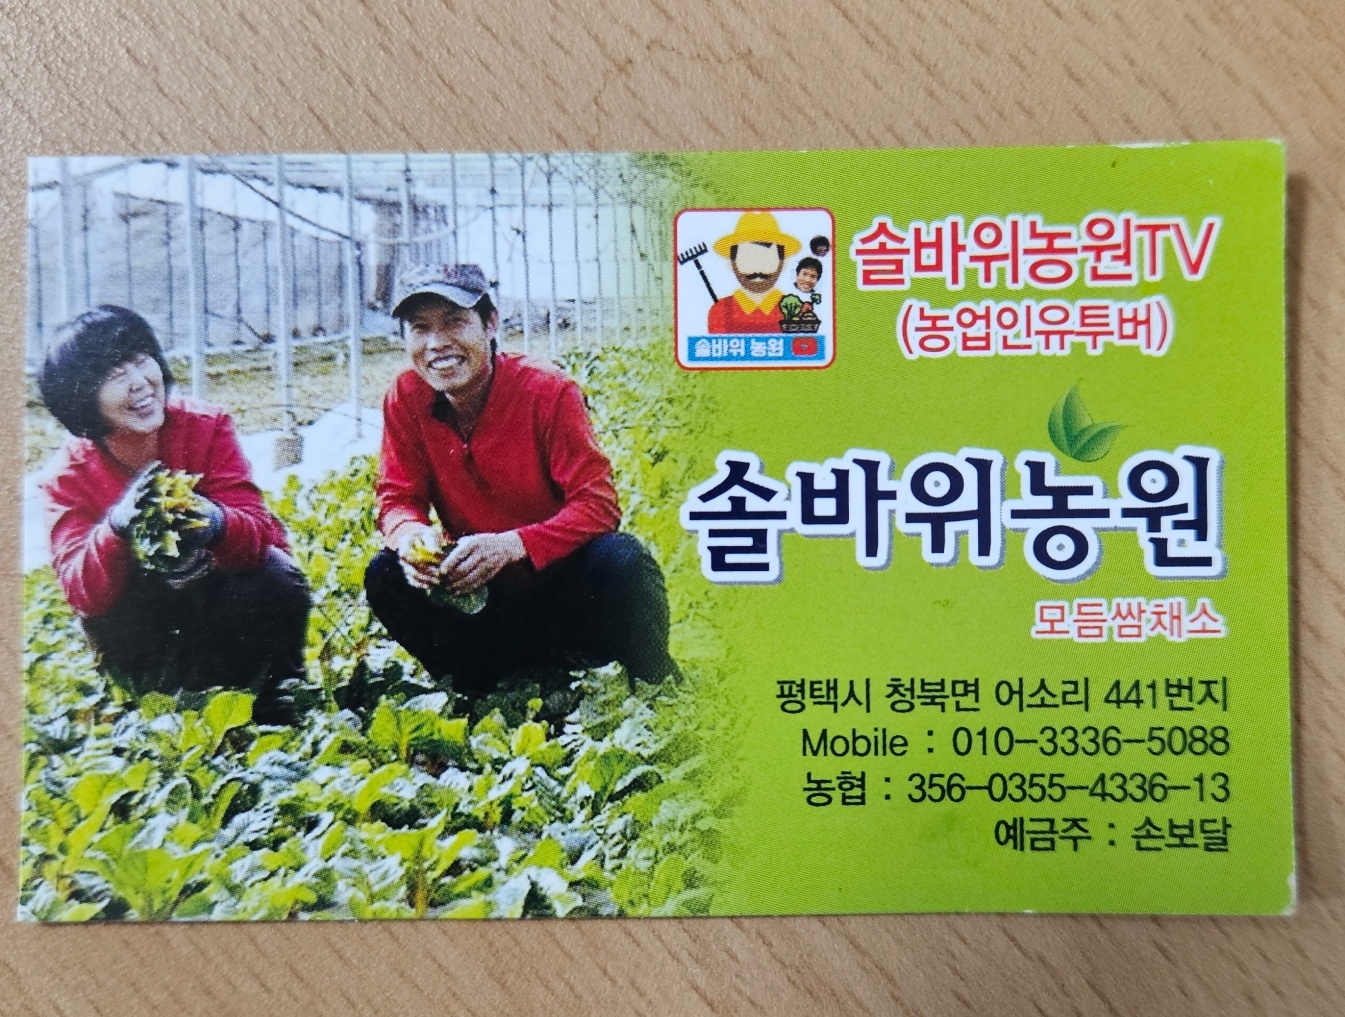 솔바위농원TV
(농업인유투버)
솔바위 농원
솔바위농원
모듬쌈채소
평택시 청북면 어소리 441번지
Mobile : 010-3336-5088
농협 : 356-0355-4336-13
예금주 : 손보달